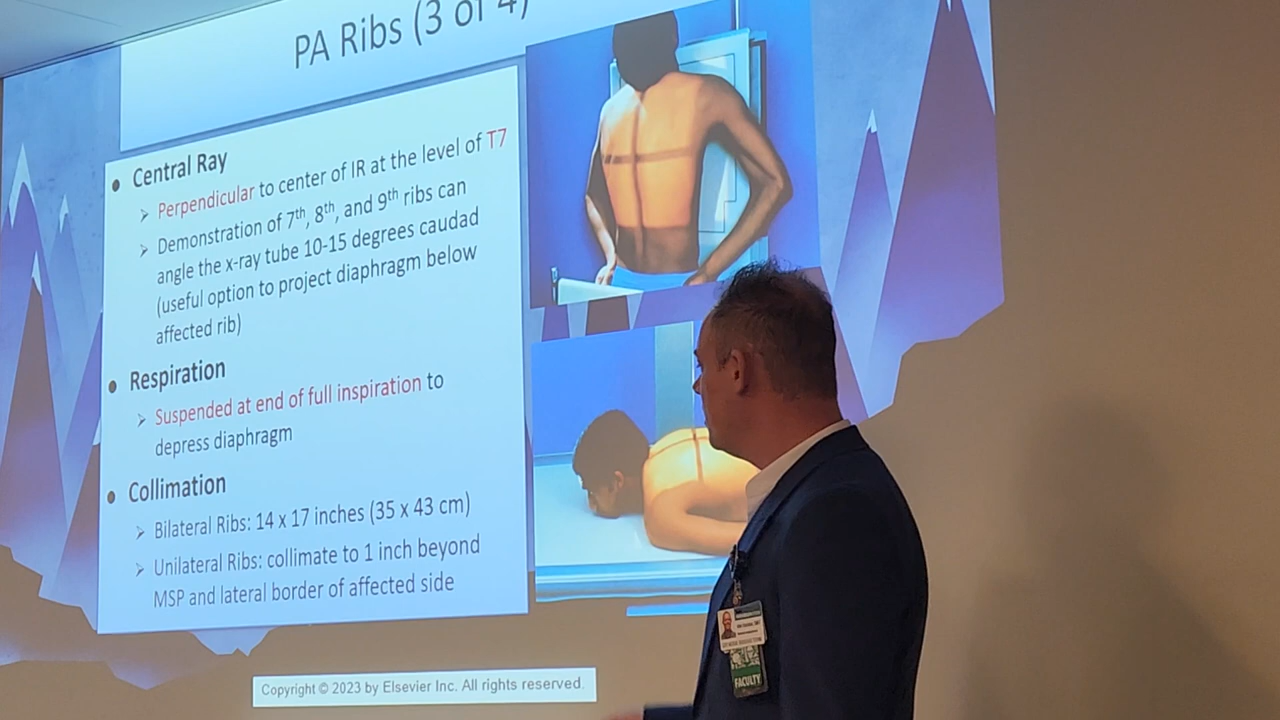 PA Ribs (3 of 4)
• Central Ray
➢ Perpendicular to center of IR at the level of T7
➢ Demonstration of 7th, 8th, and 9th ribs can
angle the x-ray tube 10-15 degrees caudad
(useful option to project diaphragm below
affected rib)
• Respiration
➢ Suspended at end of full inspiration to
depress diaphragm
• Collimation
➢ Bilateral Ribs: 14 x 17 inches (35 x 43 cm)
➢ Unilateral Ribs: collimate to 1 inch beyond
MSP and lateral border of affected side
Copyright © 2023 by Elsevier Inc. All rights reserved.
FACULTY